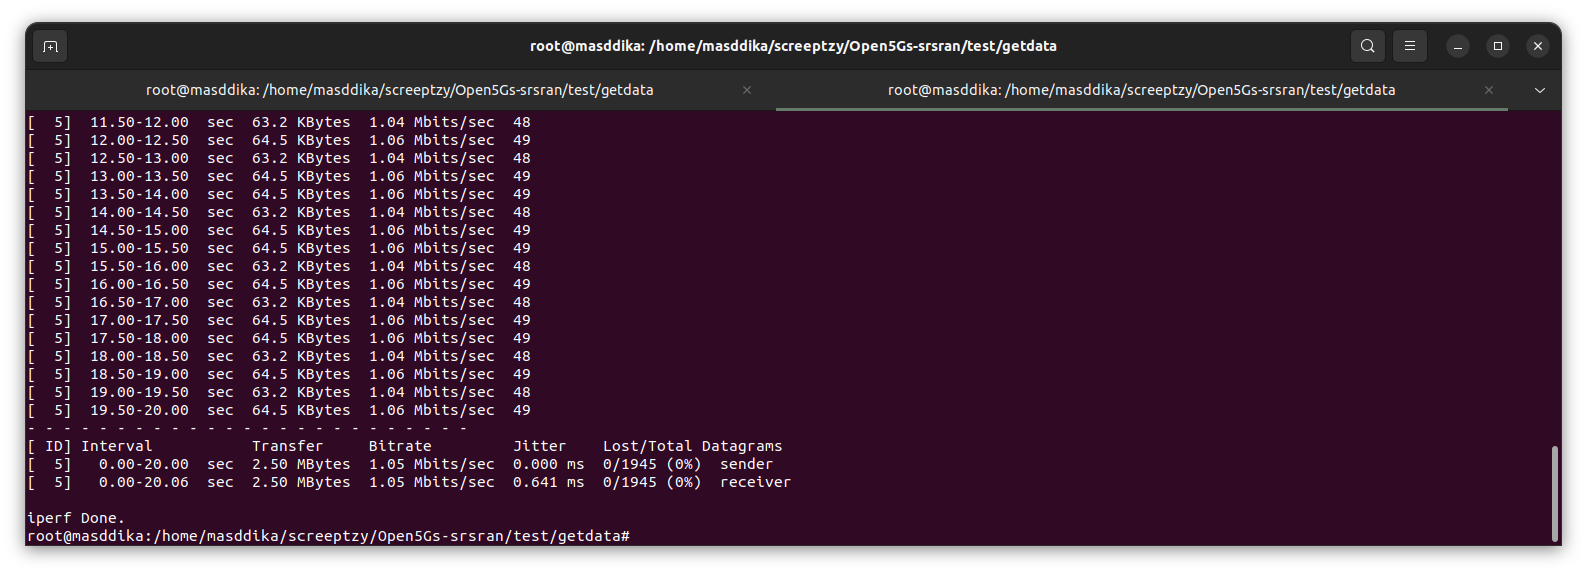 root@masddika: /home/masddika/screeptzy/Open5Gs-srsran/test/getdata
root@masddika: /home/masddika/screeptzy/Open5Gs-srsran/test/getdata × root@masddika: /home/masddika/screeptzy/Open5Gs-srsran/test/getdata ×
[  5]  11.50-12.00  sec  63.2 KBytes  1.04 Mbits/sec  48
[  5]  12.00-12.50  sec  64.5 KBytes  1.06 Mbits/sec  49
[  5]  12.50-13.00  sec  63.2 KBytes  1.04 Mbits/sec  48
[  5]  13.00-13.50  sec  64.5 KBytes  1.06 Mbits/sec  49
[  5]  13.50-14.00  sec  64.5 KBytes  1.06 Mbits/sec  49
[  5]  14.00-14.50  sec  63.2 KBytes  1.04 Mbits/sec  48
[  5]  14.50-15.00  sec  64.5 KBytes  1.06 Mbits/sec  49
[  5]  15.00-15.50  sec  64.5 KBytes  1.06 Mbits/sec  49
[  5]  15.50-16.00  sec  63.2 KBytes  1.04 Mbits/sec  48
[  5]  16.00-16.50  sec  64.5 KBytes  1.06 Mbits/sec  49
[  5]  16.50-17.00  sec  63.2 KBytes  1.04 Mbits/sec  48
[  5]  17.00-17.50  sec  64.5 KBytes  1.06 Mbits/sec  49
[  5]  17.50-18.00  sec  64.5 KBytes  1.06 Mbits/sec  49
[  5]  18.00-18.50  sec  63.2 KBytes  1.04 Mbits/sec  48
[  5]  18.50-19.00  sec  64.5 KBytes  1.06 Mbits/sec  49
[  5]  19.00-19.50  sec  63.2 KBytes  1.04 Mbits/sec  48
[  5]  19.50-20.00  sec  64.5 KBytes  1.06 Mbits/sec  49
- - - - - - - - - - - - - - - - - - - - - - - - -
[ ID] Interval           Transfer     Bitrate         Jitter    Lost/Total Datagrams
[  5]   0.00-20.00  sec  2.50 MBytes  1.05 Mbits/sec  0.000 ms  0/1945 (0%)  sender
[  5]   0.00-20.06  sec  2.50 MBytes  1.05 Mbits/sec  0.641 ms  0/1945 (0%)  receiver
iperf Done.
root@masddika:/home/masddika/screeptzy/Open5Gs-srsran/test/getdata#